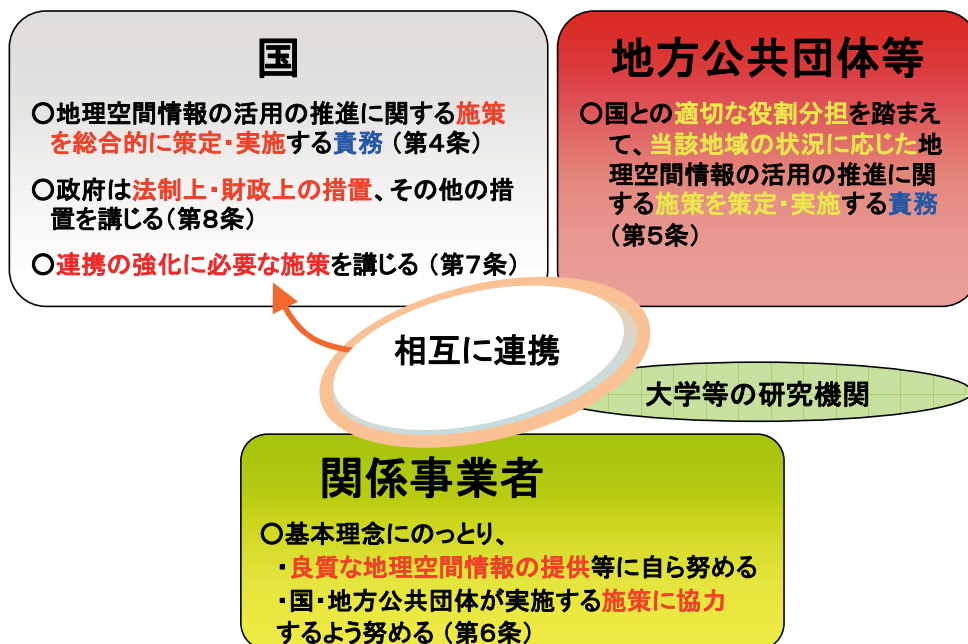 国
〇地理空間情報の活用の推進に関する施策
を総合的に策定・実施する責務（第4条）
〇政府は法制上・財政上の措置、その他の措
置を講じる（第8条）
〇連携の強化に必要な施策を講じる（第7条）
地方公共団体等
〇国との適切な役割分担を踏まえ
て、当該地域の状況に応じた地
理空間情報の活用の推進に関
する施策を策定・実施する責務
（第5条）
相互に連携
大学等の研究機関
関係事業者
〇基本理念にのっとり、
・良質な地理空間情報の提供等に自ら努める
・国・地方公共団体が実施する施策に協力
するよう努める（第6条）